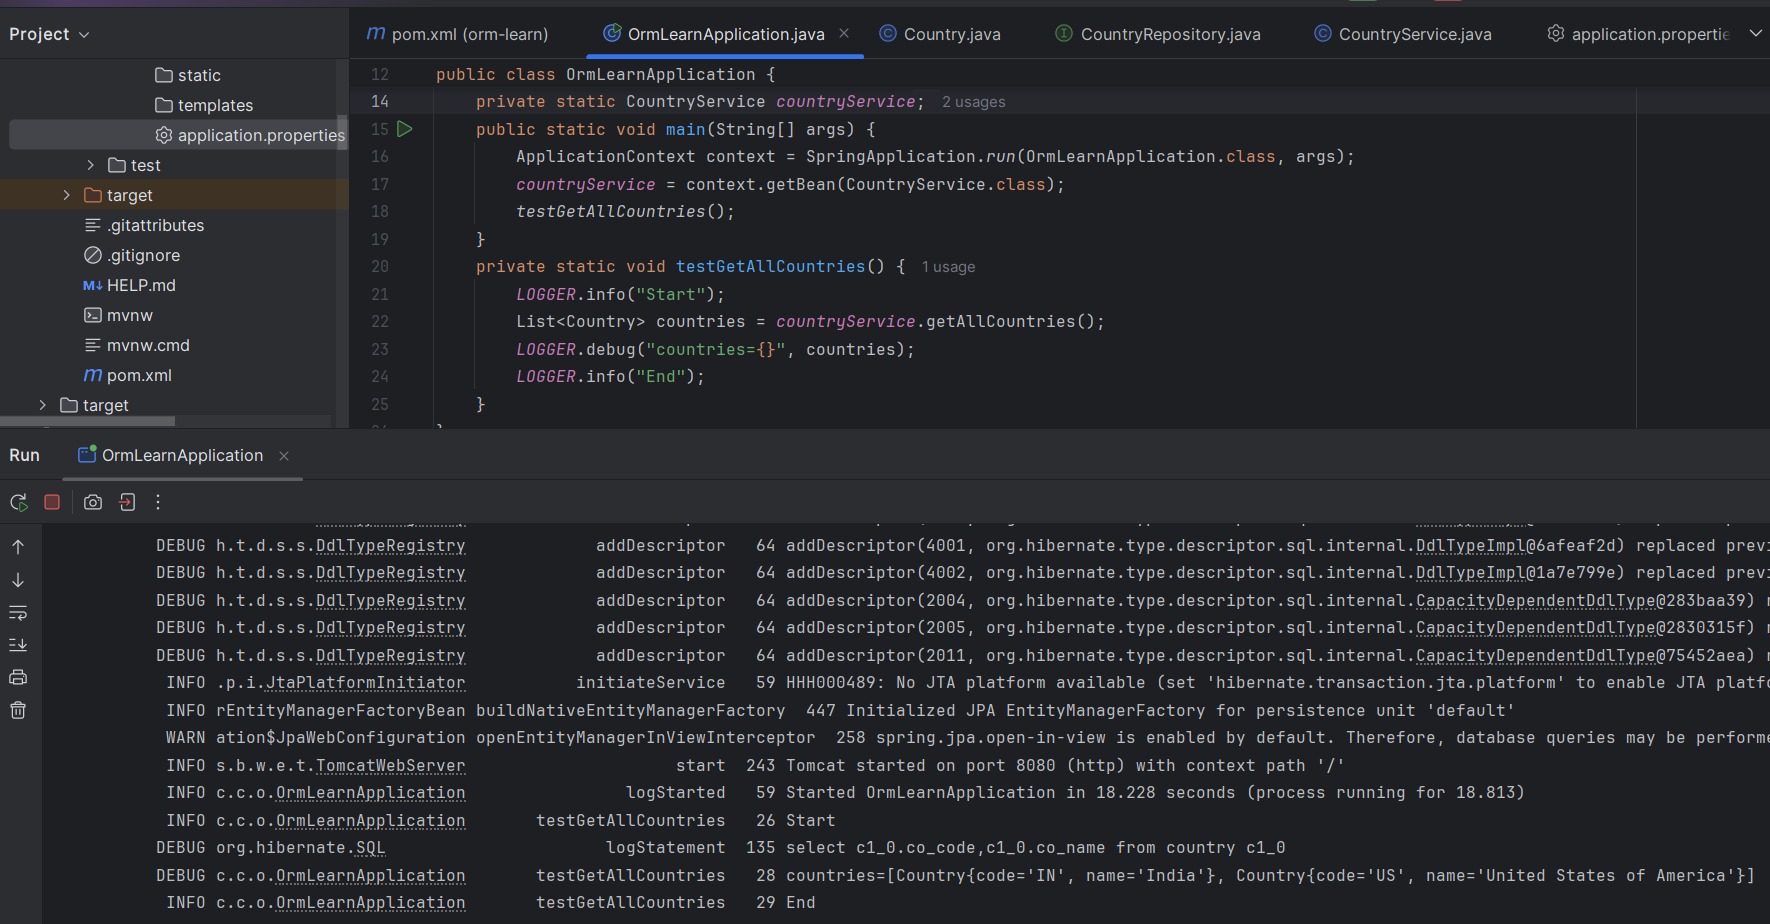 Project
pom.xml (orm-learn)
OrmLearnApplication.java
Country.java
CountryRepository.java
CountryService.java
application.propertie
static
templates
application.properties
test
target
.gitattributes
.gitignore
HELP.md
mvnw
mvnw.cmd
pom.xml
target
12 public class OrmLearnApplication {
14 private static CountryService countryService; 2 usages
15 public static void main(String[] args) {
16 ApplicationContext context = SpringApplication.run(OrmLearnApplication.class, args);
17 countryService = context.getBean(CountryService.class);
18 testGetAllCountries();
19 }
20 private static void testGetAllCountries() { 1 usage
21 LOGGER.info("Start");
22 List<Country> countries = countryService.getAllCountries();
23 LOGGER.debug("countries={}", countries);
24 LOGGER.info("End");
25 }
Run
OrmLearnApplication
DEBUG h.t.d.s.s.DdlTypeRegistry addDescriptor 64 addDescriptor(4001, org.hibernate.type.descriptor.sql.internal.DdlTypeImpl@6afeaf2d) replaced previ
DEBUG h.t.d.s.s.DdlTypeRegistry addDescriptor 64 addDescriptor(4002, org.hibernate.type.descriptor.sql.internal.DdlTypeImpl@1a7e799e) replaced previ
DEBUG h.t.d.s.s.DdlTypeRegistry addDescriptor 64 addDescriptor(2004, org.hibernate.type.descriptor.sql.internal.CapacityDependentDdlType@283baa39) r
DEBUG h.t.d.s.s.DdlTypeRegistry addDescriptor 64 addDescriptor(2005, org.hibernate.type.descriptor.sql.internal.CapacityDependentDdlType@2830315f) r
DEBUG h.t.d.s.s.DdlTypeRegistry addDescriptor 64 addDescriptor(2011, org.hibernate.type.descriptor.sql.internal.CapacityDependentDdlType@75452aea) r
INFO .p.i.JtaPlatformInitiator initiateService 59 HHH000489: No JTA platform available (set 'hibernate.transaction.jta.platform' to enable JTA platfo
INFO rEntityManagerFactoryBean buildNativeEntityManagerFactory 447 Initialized JPA EntityManagerFactory for persistence unit 'default'
WARN ation$JpaWebConfiguration openEntityManagerInViewInterceptor 258 spring.jpa.open-in-view is enabled by default. Therefore, database queries may be performe
INFO s.b.w.e.t.TomcatWebServer start 243 Tomcat started on port 8080 (http) with context path '/'
INFO c.c.o.OrmLearnApplication logStarted 59 Started OrmLearnApplication in 18.228 seconds (process running for 18.813)
INFO c.c.o.OrmLearnApplication testGetAllCountries 26 Start
DEBUG org.hibernate.SQL logStatement 135 select c1_0.co_code,c1_0.co_name from country c1_0
DEBUG c.c.o.OrmLearnApplication testGetAllCountries 28 countries=[Country{code='IN', name='India'}, Country{code='US', name='United States of America'}]
INFO c.c.o.OrmLearnApplication testGetAllCountries 29 End